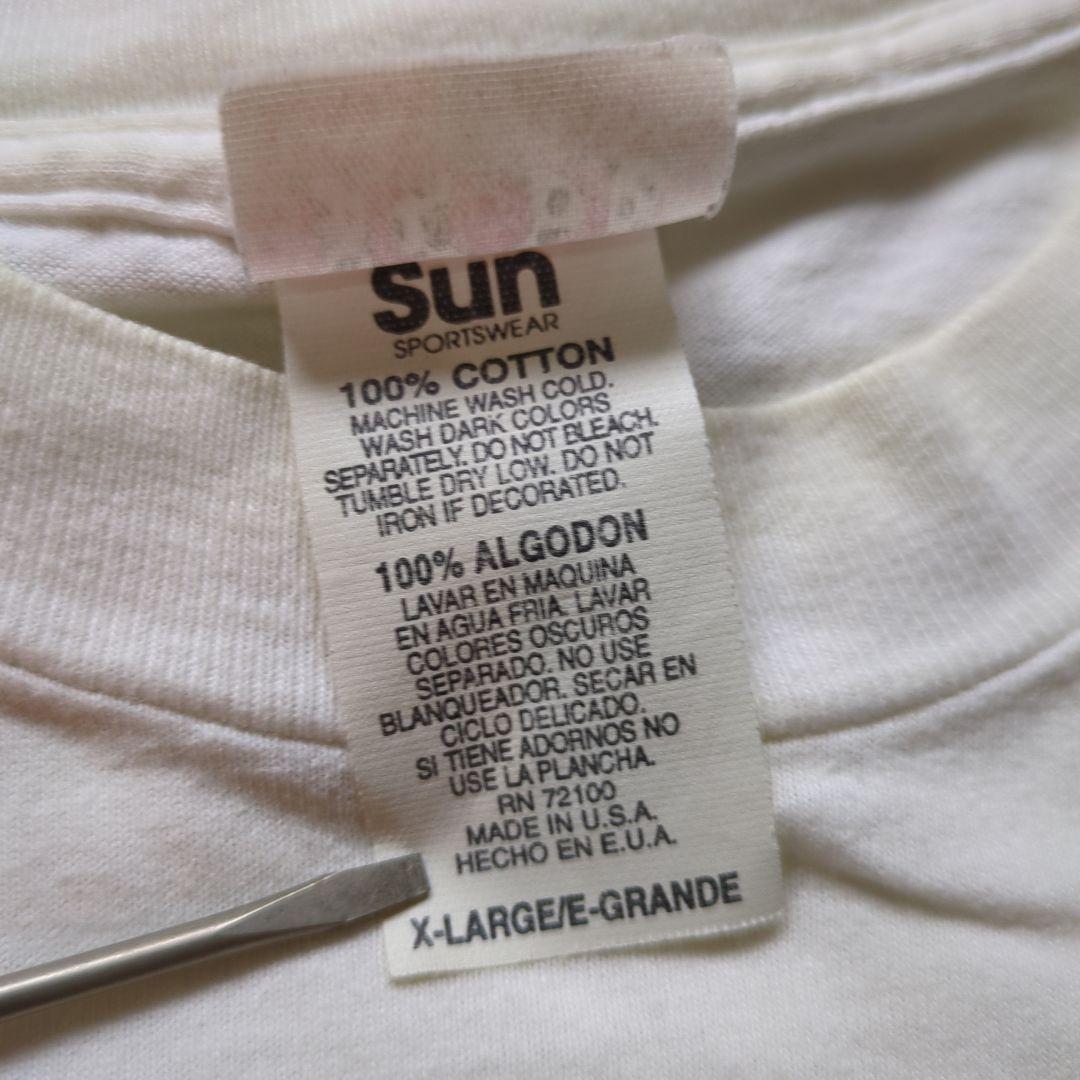 sun
SPORTSWEAR
100% COTTON
MACHINE WASH COLD.
WASH DARK COLORS
SEPARATELY. DO NOT BLEACH.
TUMBLE DRY LOW. DO NOT
IRON IF DECORATED.
100% ALGODON
LAVAR EN MAQUINA
EN AGUA FRIA. LAVAR
COLORES OSCUROS
SEPARADO. NO USE
BLANQUEADOR. SECAR EN
CICLO DELICADO.
SI TIENE ADORNOS NO
USE LA PLANCHA.
RN 72100
MADE IN U.S.A.
HECHO EN E.U.A.
X-LARGE/E-GRANDE